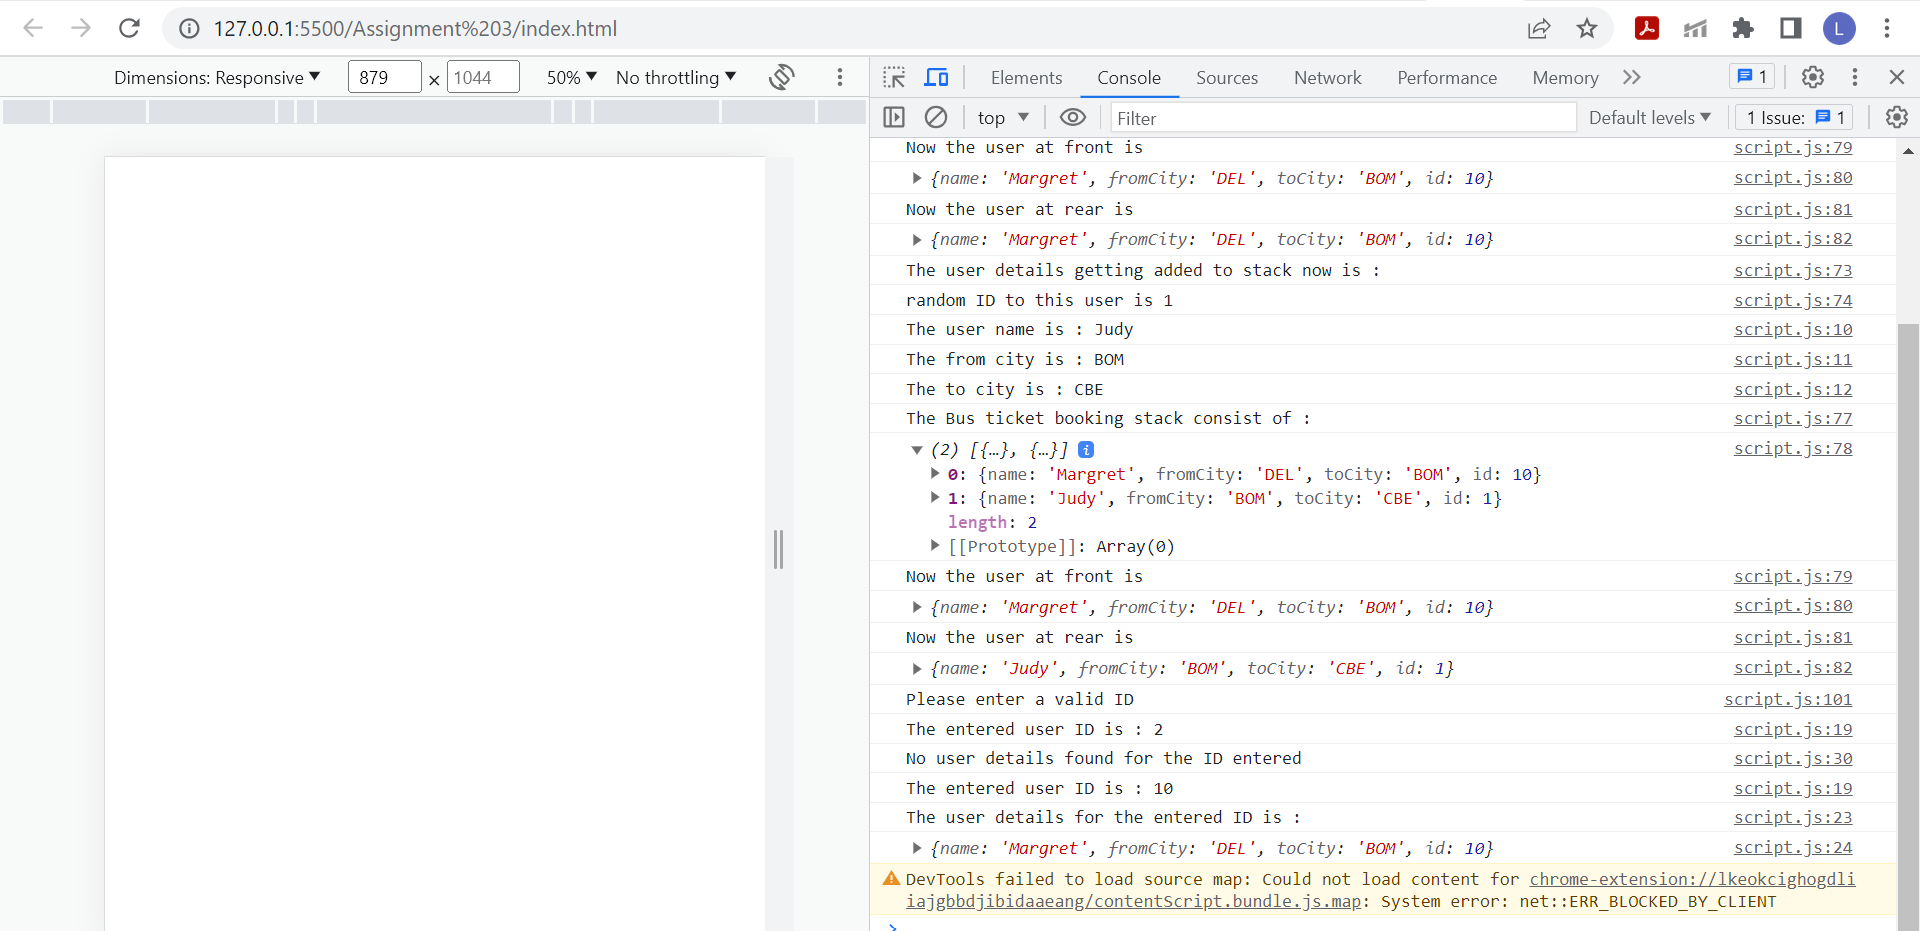 127.0.0.1:5500/Assignment%203/index.html
L
Dimensions: Responsive ▼ 879 × 1044 50% ▼ No throttling ▼
Elements Console Sources Network Performance Memory 1
top ▼ Filter Default levels ▼ 1 Issue: 1
Now the user at front is script.js:79
{name: 'Margret', fromCity: 'DEL', toCity: 'BOM', id: 10} script.js:80
Now the user at rear is script.js:81
{name: 'Margret', fromCity: 'DEL', toCity: 'BOM', id: 10} script.js:82
The user details getting added to stack now is : script.js:73
random ID to this user is 1 script.js:74
The user name is : Judy script.js:10
The from city is : BOM script.js:11
The to city is : CBE script.js:12
The Bus ticket booking stack consist of : script.js:77
(2) [{…}, {…}] i script.js:78
0: {name: 'Margret', fromCity: 'DEL', toCity: 'BOM', id: 10}
1: {name: 'Judy', fromCity: 'BOM', toCity: 'CBE', id: 1}
length: 2
[[Prototype]]: Array(0)
Now the user at front is script.js:79
{name: 'Margret', fromCity: 'DEL', toCity: 'BOM', id: 10} script.js:80
Now the user at rear is script.js:81
{name: 'Judy', fromCity: 'BOM', toCity: 'CBE', id: 1} script.js:82
Please enter a valid ID script.js:101
The entered user ID is : 2 script.js:19
No user details found for the ID entered script.js:30
The entered user ID is : 10 script.js:19
The user details for the entered ID is : script.js:23
{name: 'Margret', fromCity: 'DEL', toCity: 'BOM', id: 10} script.js:24
DevTools failed to load source map: Could not load content for chrome-extension://lkeokcighogdli
iajgbbdjibidaaeang/contentScript.bundle.js.map: System error: net::ERR_BLOCKED_BY_CLIENT